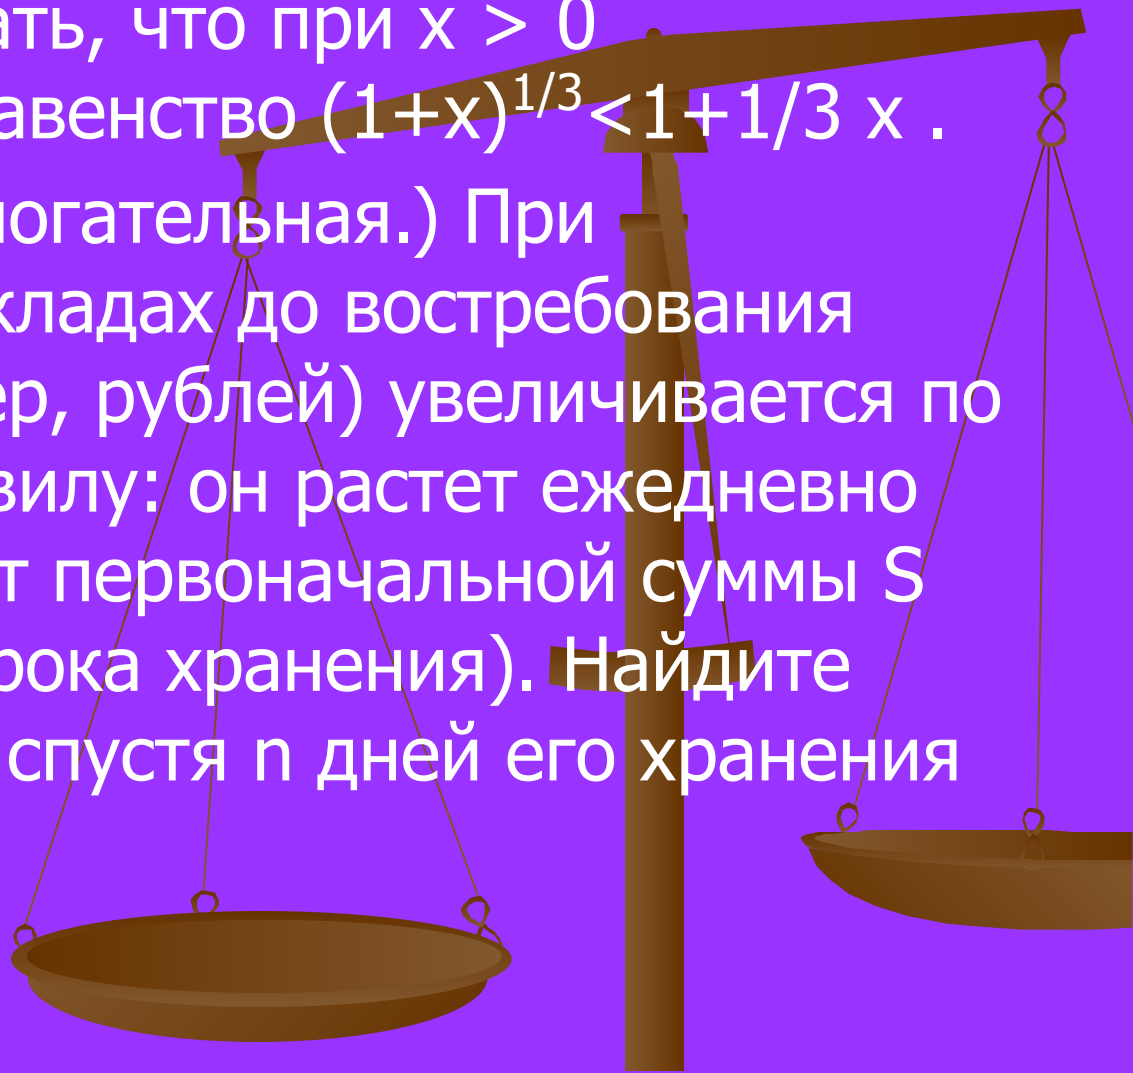 ать, что при x > 0
авенство (1+x)^1/3<1+1/3 x .
могательная.) При
кладах до востребования
ер, рублей) увеличивается по
вилу: он растет ежедневно
т первоначальной суммы S
рока хранения). Найдите
спустя n дней его хранения